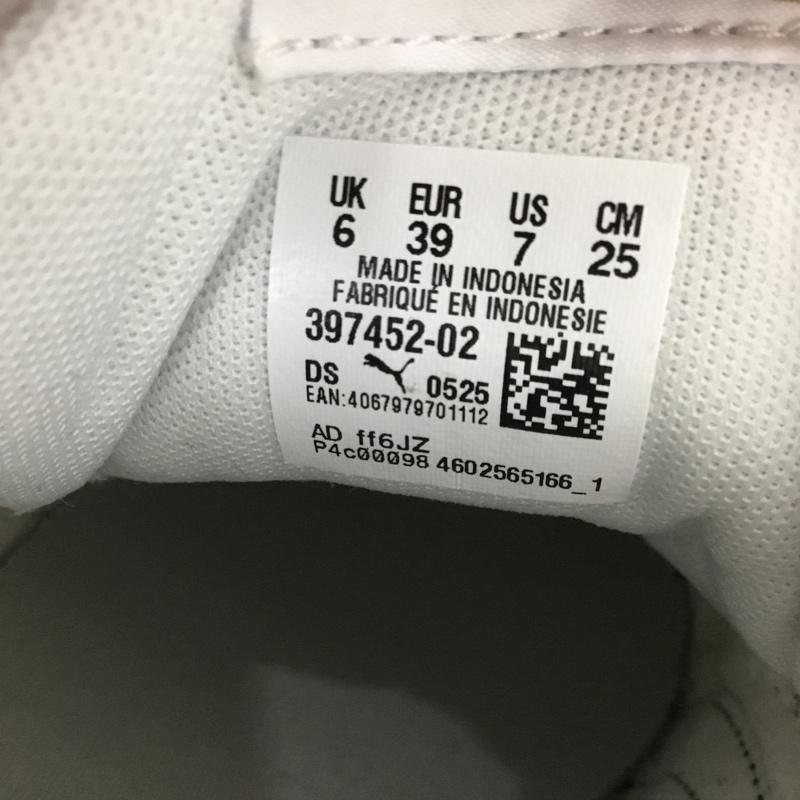 UK EUR US CM
6 39 7 25
MADE IN INDONESIA
FABRIQUÉ EN INDONESIE
397452-02
DS 0525
EAN:4067979701112
AD ff6JZ
P4c00098 4602565166_1